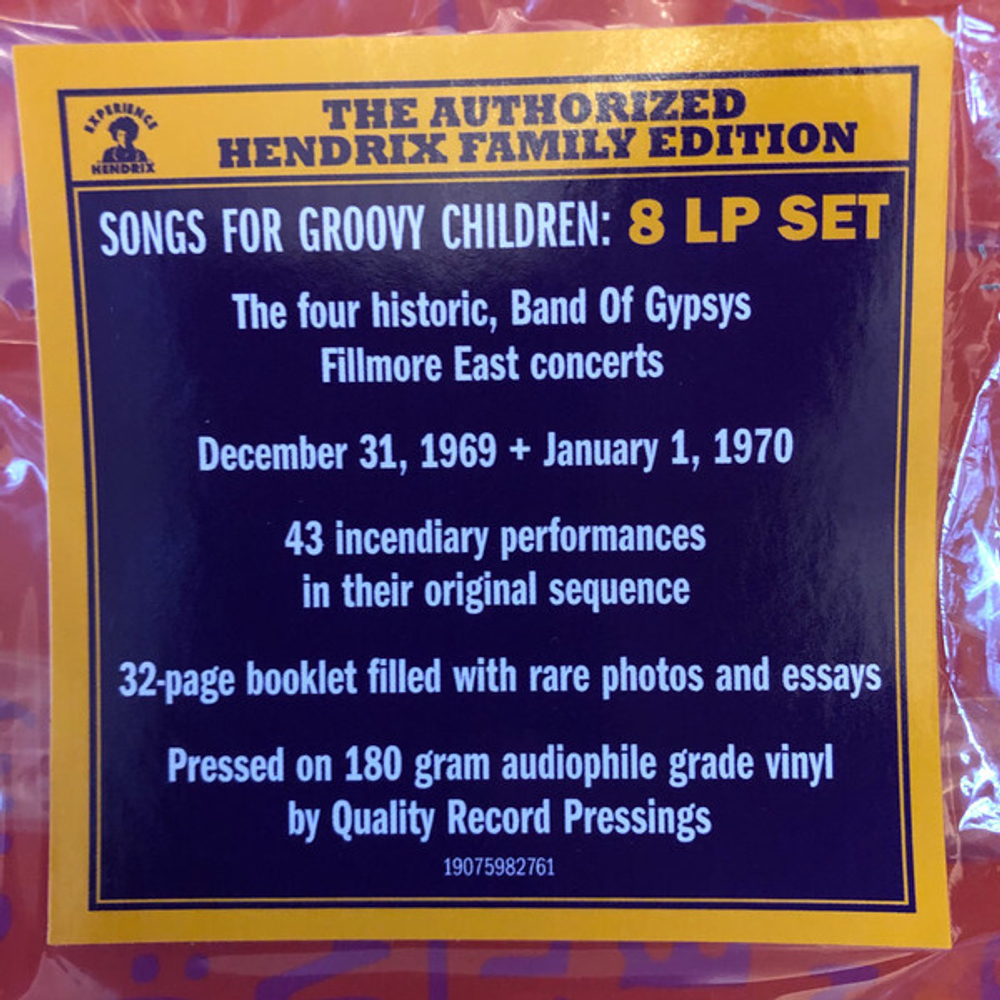 EXPERIENCE
HENDRIX
THE AUTHORIZED
HENDRIX FAMILY EDITION
SONGS FOR GROOVY CHILDREN: 8 LP SET
The four historic, Band Of Gypsys
Fillmore East concerts
December 31, 1969 + January 1, 1970
43 incendiary performances
in their original sequence
32-page booklet filled with rare photos and essays
Pressed on 180 gram audiophile grade vinyl
by Quality Record Pressings
19075982761